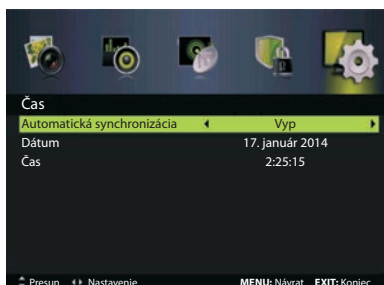 Čas
Automatická synchronizácia Vyp
Dátum 17. január 2014
Čas 2:25:15
Presun Nastavenie MENU: Návrat EXIT: Koniec